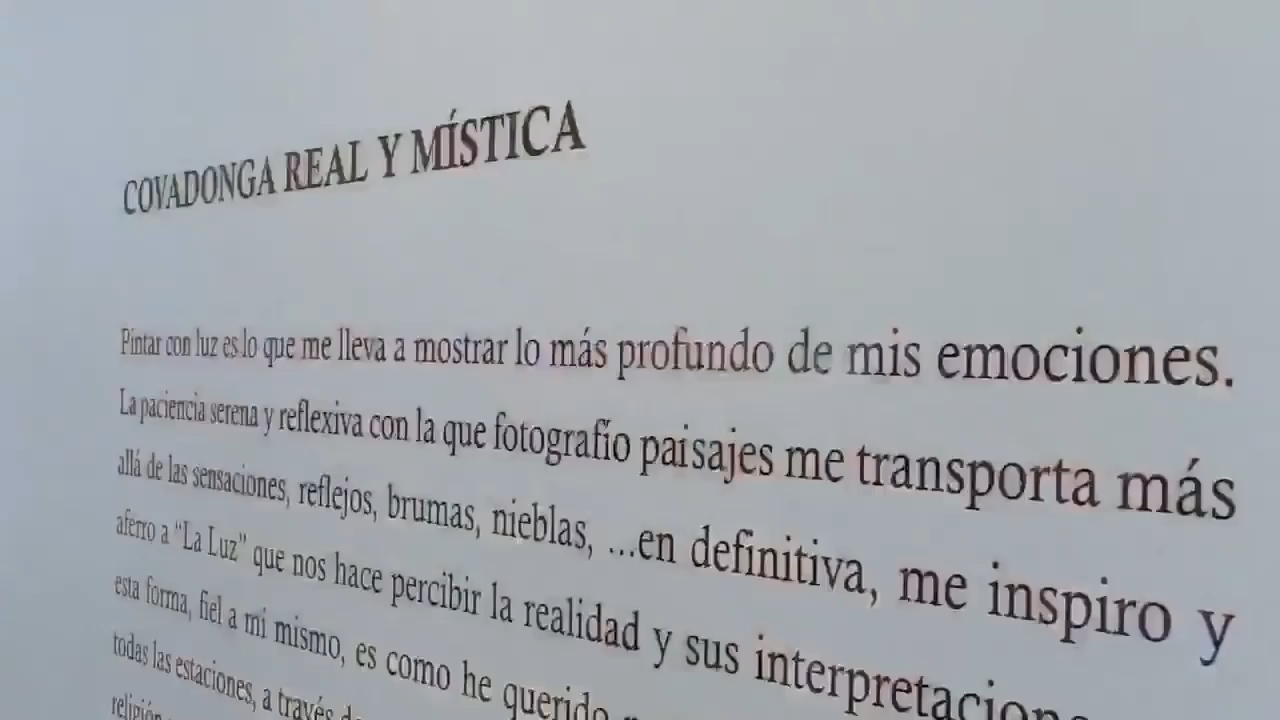 COVADONGA REAL Y MÍSTICA
Pintar con luz es lo que me lleva a mostrar lo más profundo de mis emociones.
La paciencia serena y reflexiva con la que fotografío paisajes me transporta más
allá de las sensaciones, reflejos, brumas, nieblas, ...en definitiva, me inspiro y
aferro a “La Luz” que nos hace percibir la realidad y sus
esta forma, fiel a mi mismo, es como he querido
todas las estaciones, a través
religión